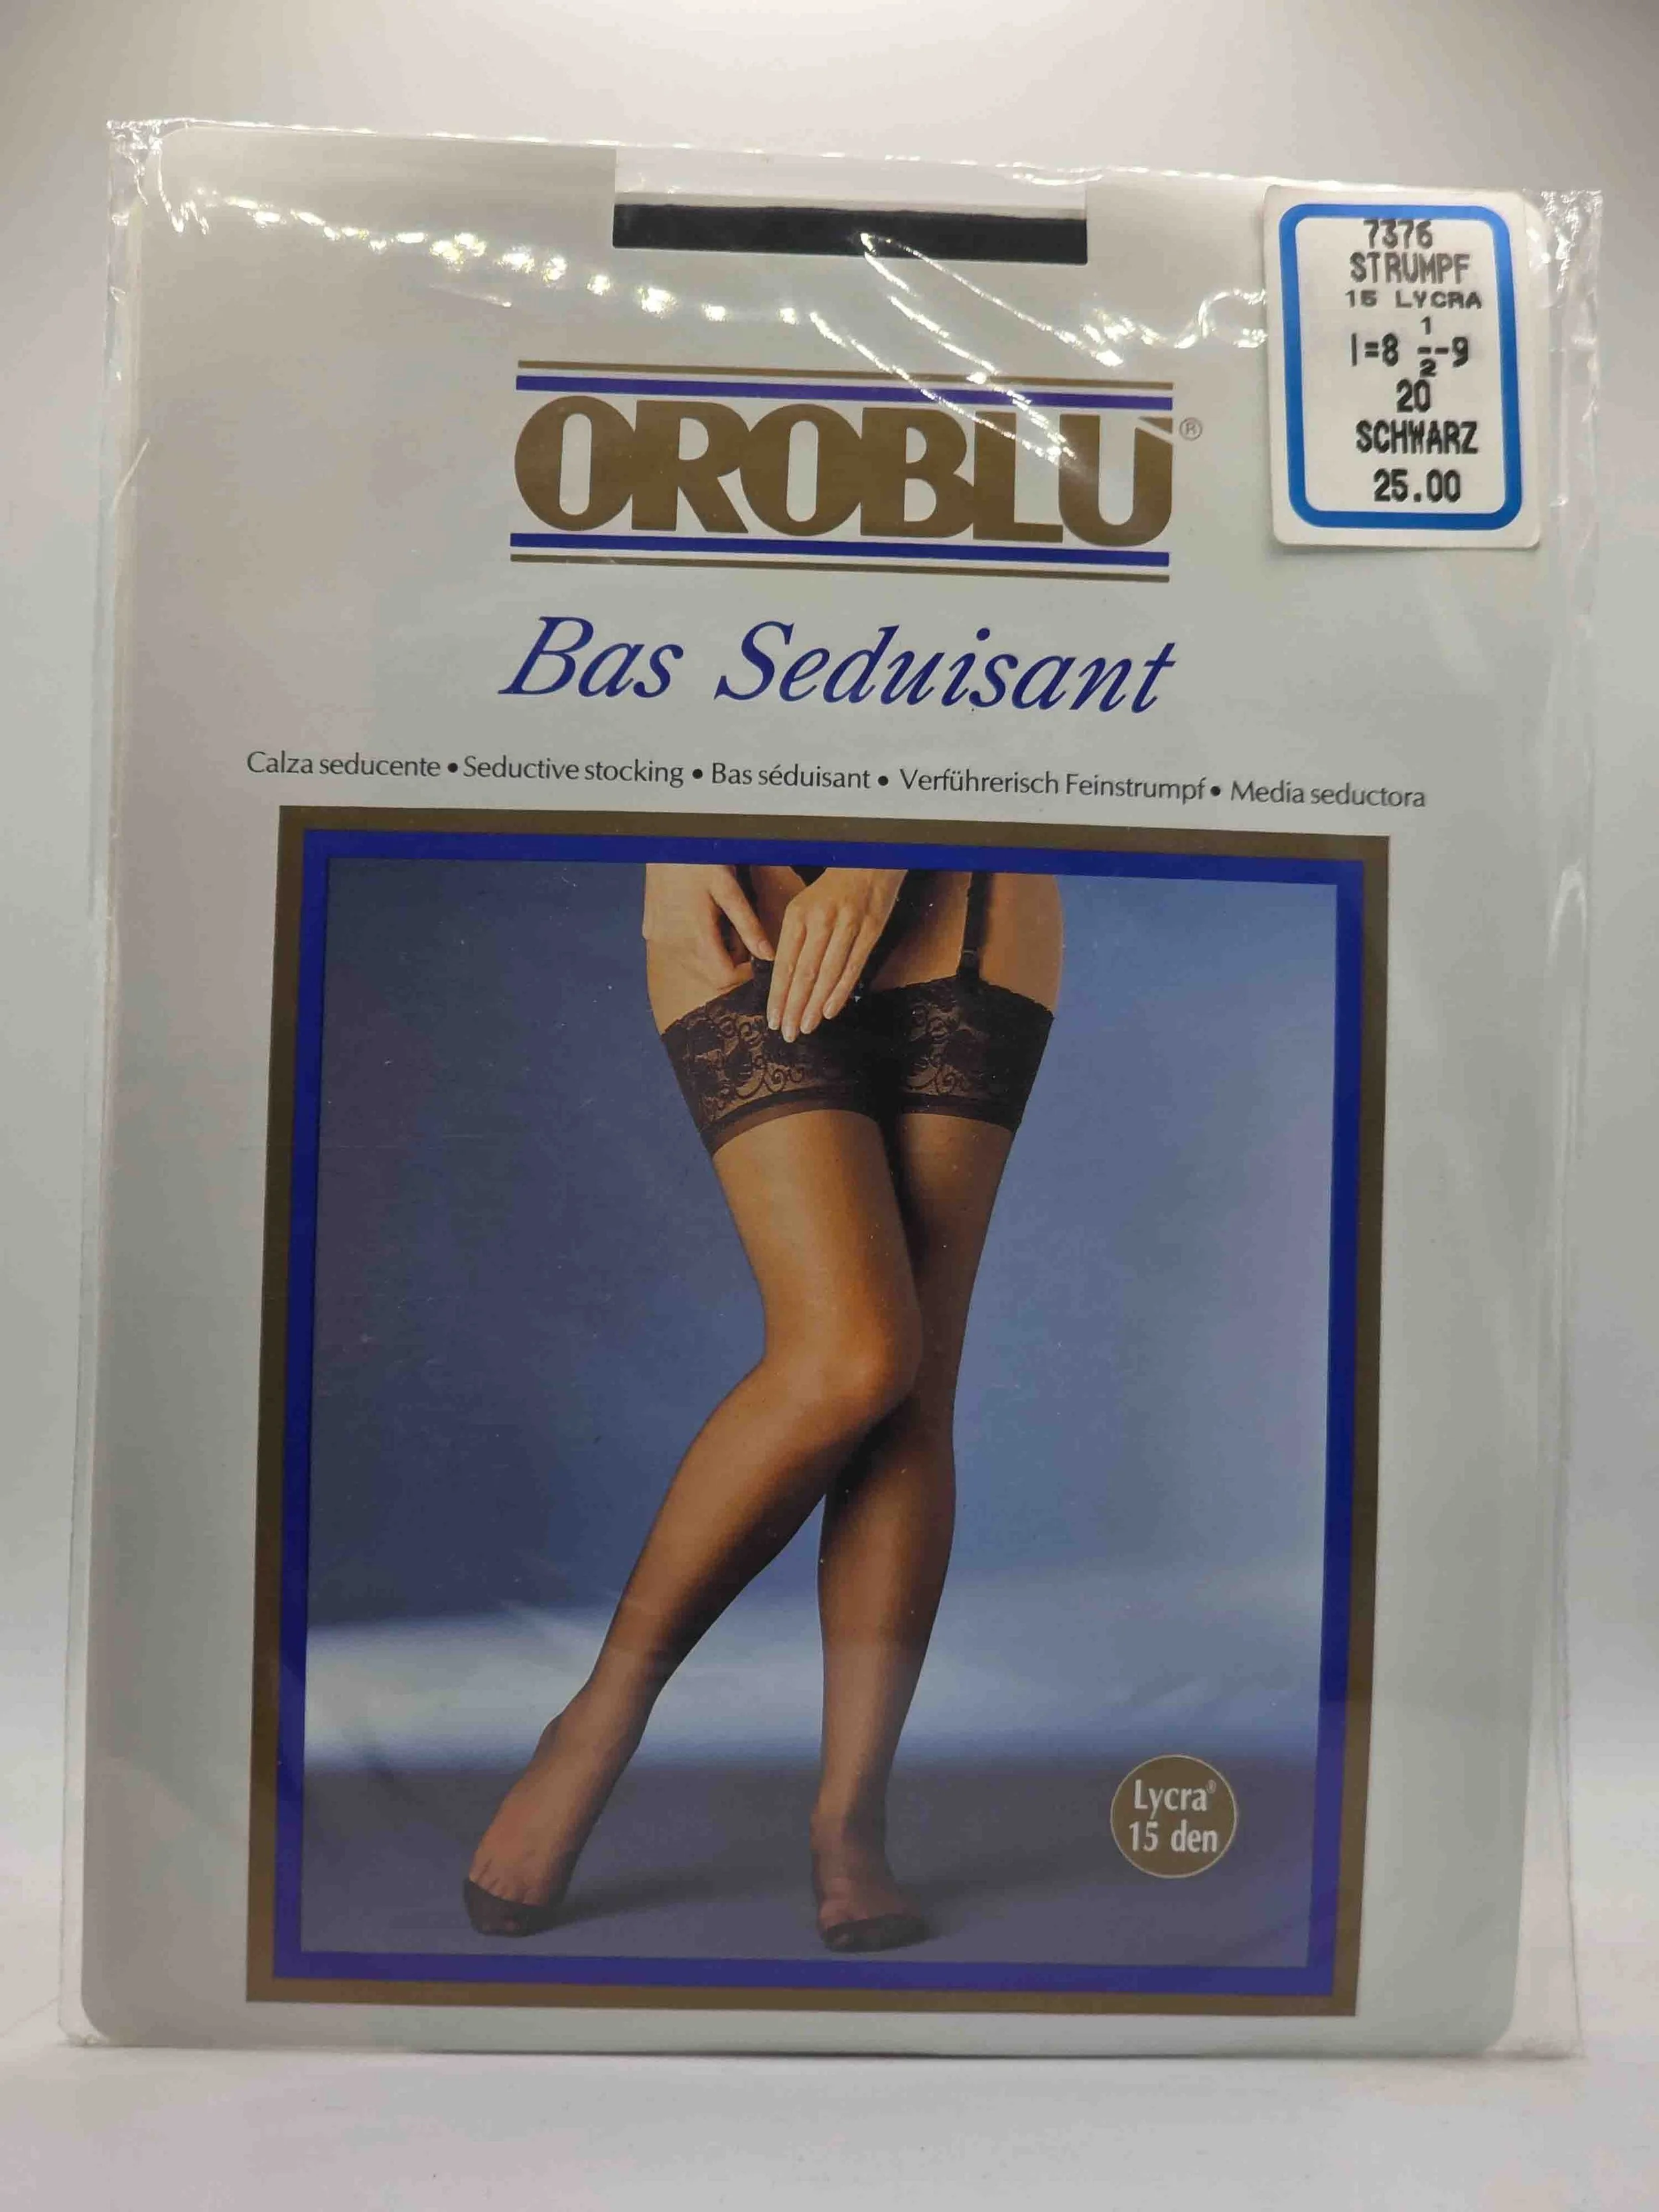 7376
STRUMPF
15 LYCRA
I=8 1/2-9
20
SCHWARZ
25.00
OROBLU®
Bas Seduisant
Calza seducente • Seductive stocking • Bas séduisant • Verführerisch Feinstrumpf • Media seductora
Lycra®
15 den